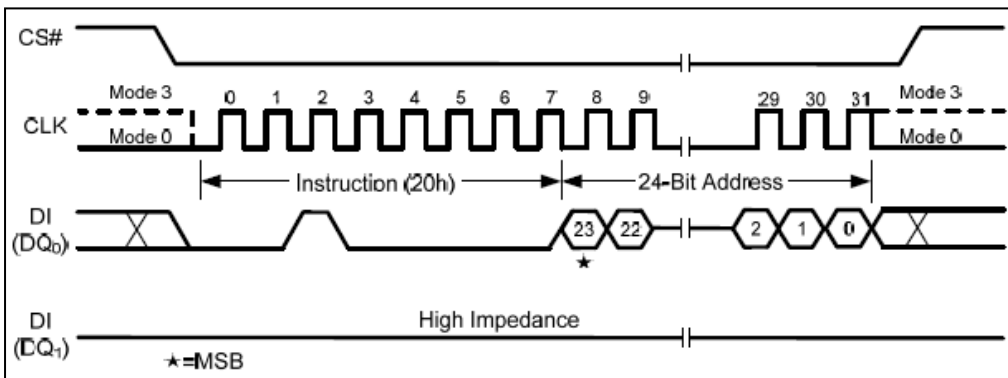 CS#
Mode 3
0 1 2 3 4 5 6 7 8 9 29 30 31
Mode 3
CLK
Mode 0
Mode 0
Instruction (20h)
24-Bit Address
DI
(DQ0)
23 22 2 1 0
★
High Impedance
DI
(DQ1)
★=MSB